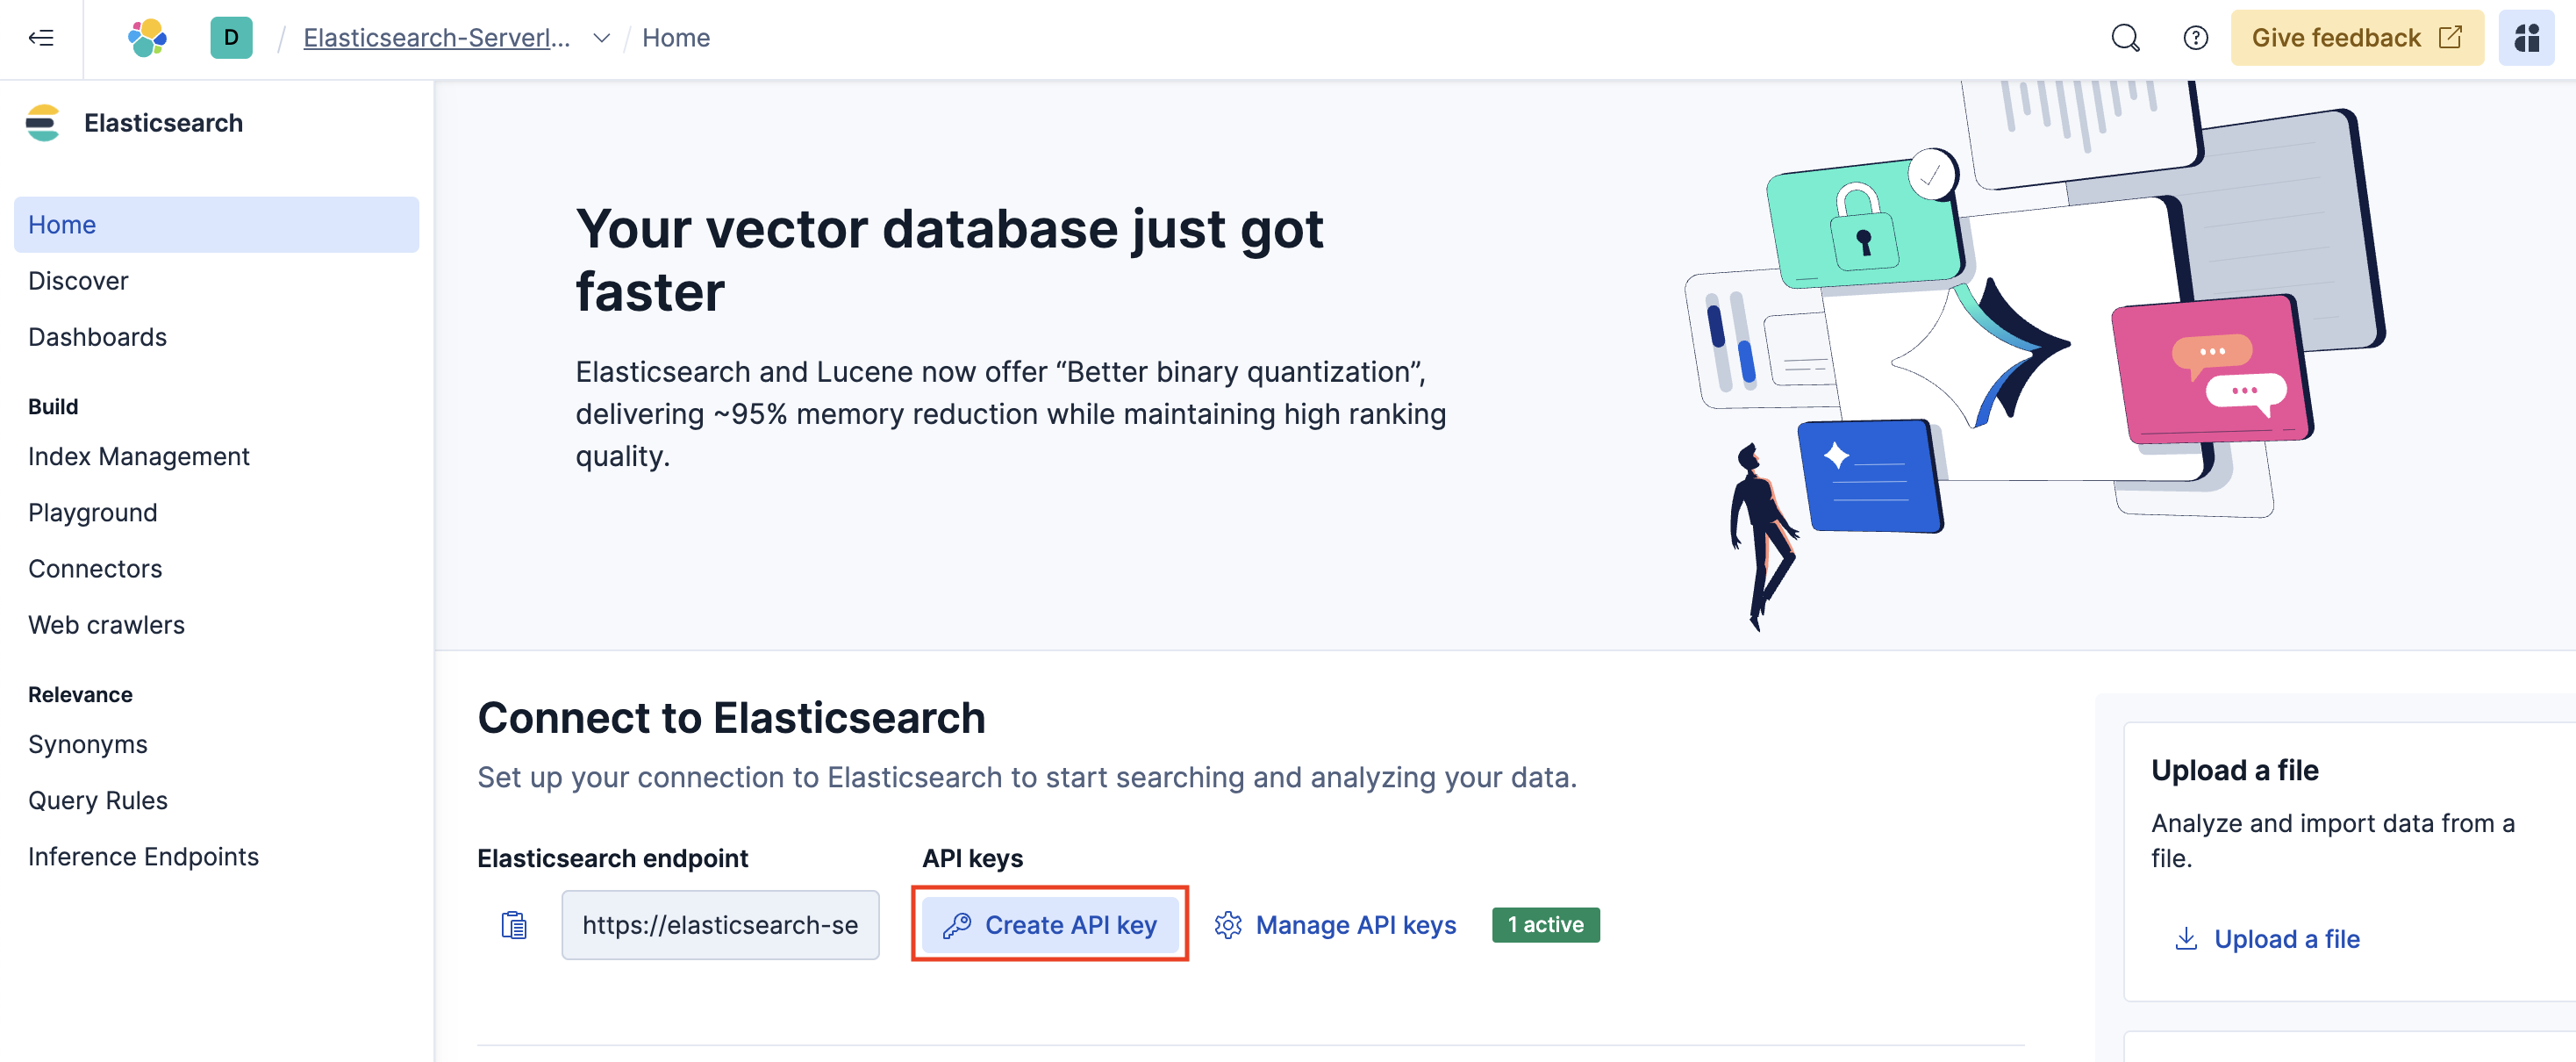 D / Elasticsearch-Serverl... / Home
Give feedback
Elasticsearch
Home
Discover
Dashboards
Build
Index Management
Playground
Connectors
Web crawlers
Relevance
Synonyms
Query Rules
Inference Endpoints
Your vector database just got
faster
Elasticsearch and Lucene now offer “Better binary quantization”,
delivering ~95% memory reduction while maintaining high ranking
quality.
Connect to Elasticsearch
Set up your connection to Elasticsearch to start searching and analyzing your data.
Elasticsearch endpoint
https://elasticsearch-se
API keys
Create API key
Manage API keys
1 active
Upload a file
Analyze and import data from a
file.
Upload a file